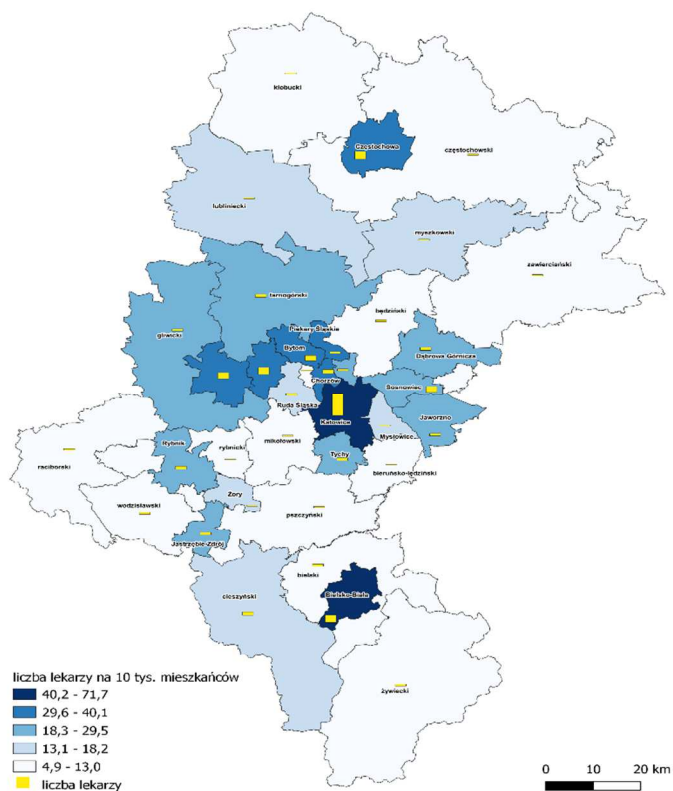 kłobucki
Częstochowa
częstochowski
lubliniecki
myszkowski
zawierciański
tarnogórski
będziński
gliwicki
Piekary Śląskie
Bytom
Dąbrowa Górnicza
Chorzów
Sosnowiec
Ruda Śląska
Katowice
Jaworzno
Mysłowice
Rybnik
rybnicki
mikołowski
Tychy
raciborski
bieruńsko-lędziński
Żory
wodzisławski
pszczyński
Jastrzębie-Zdrój
bielski
cieszyński
Bielsko-Biała
żywiecki
liczba lekarzy na 10 tys. mieszkańców
40,2 - 71,7
29,6 - 40,1
18,3 - 29,5
13,1 - 18,2
4,9 - 13,0
liczba lekarzy
0 10 20 km